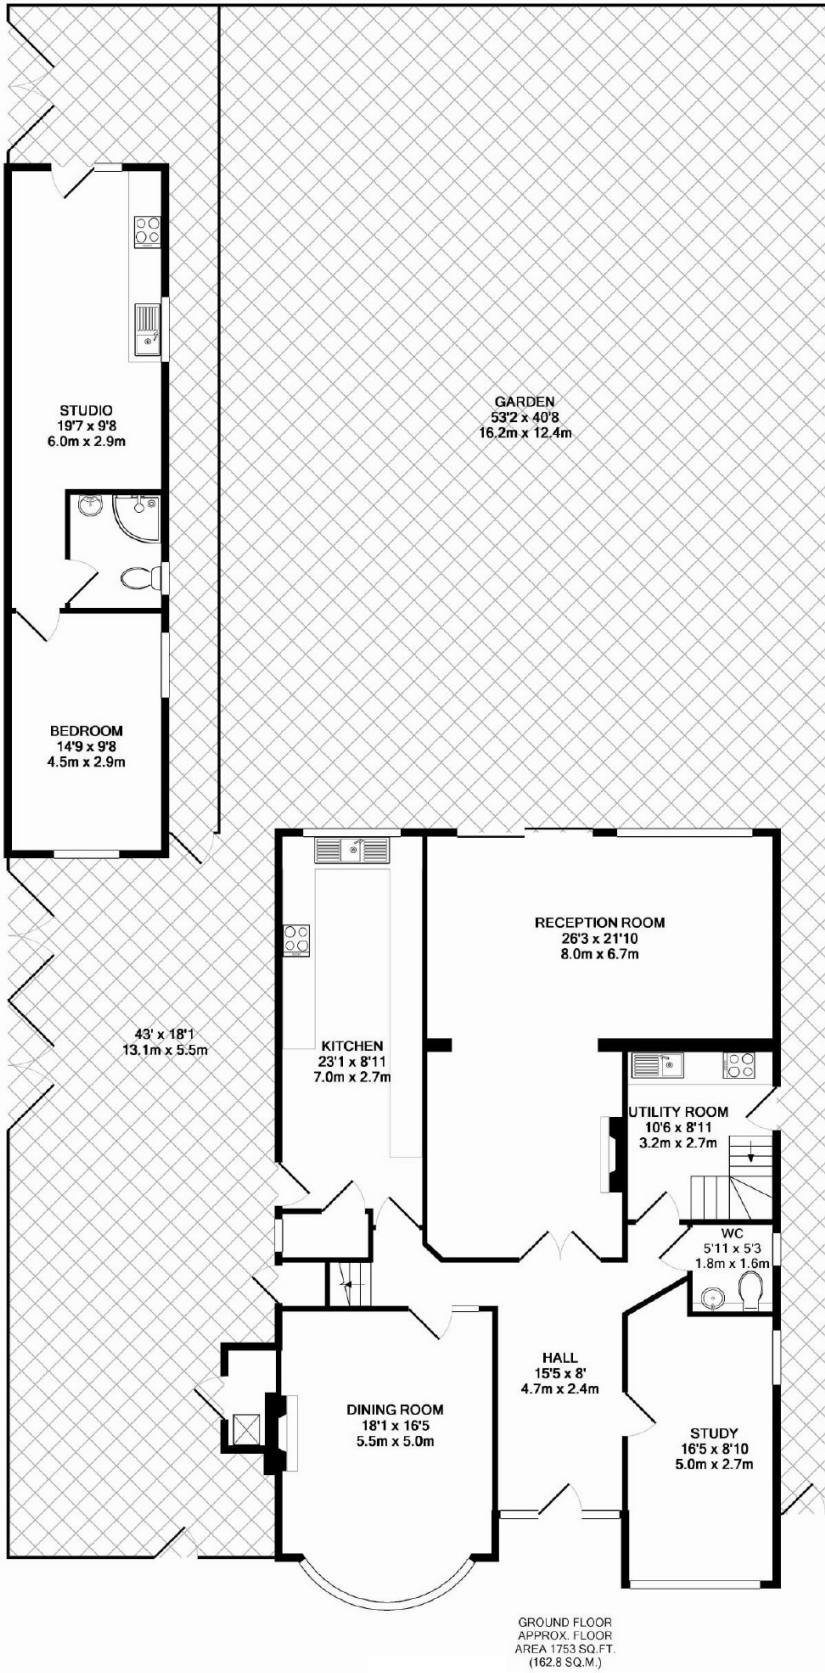 GARDEN
53'2 x 40'8
16.2m x 12.4m
STUDIO
19'7 x 9'8
6.0m x 2.9m
BEDROOM
14'9 x 9'8
4.5m x 2.9m
RECEPTION ROOM
26'3 x 21'10
8.0m x 6.7m
43' x 18'1
13.1m x 5.5m
KITCHEN
23'1 x 8'11
7.0m x 2.7m
UTILITY ROOM
10'6 x 8'11
3.2m x 2.7m
WC
5'11 x 5'3
1.8m x 1.6m
HALL
15'5 x 8'
4.7m x 2.4m
DINING ROOM
18'1 x 16'5
5.5m x 5.0m
STUDY
16'5 x 8'10
5.0m x 2.7m
GROUND FLOOR
APPROX. FLOOR
AREA 1753 SQ.FT.
(162.8 SQ.M.)